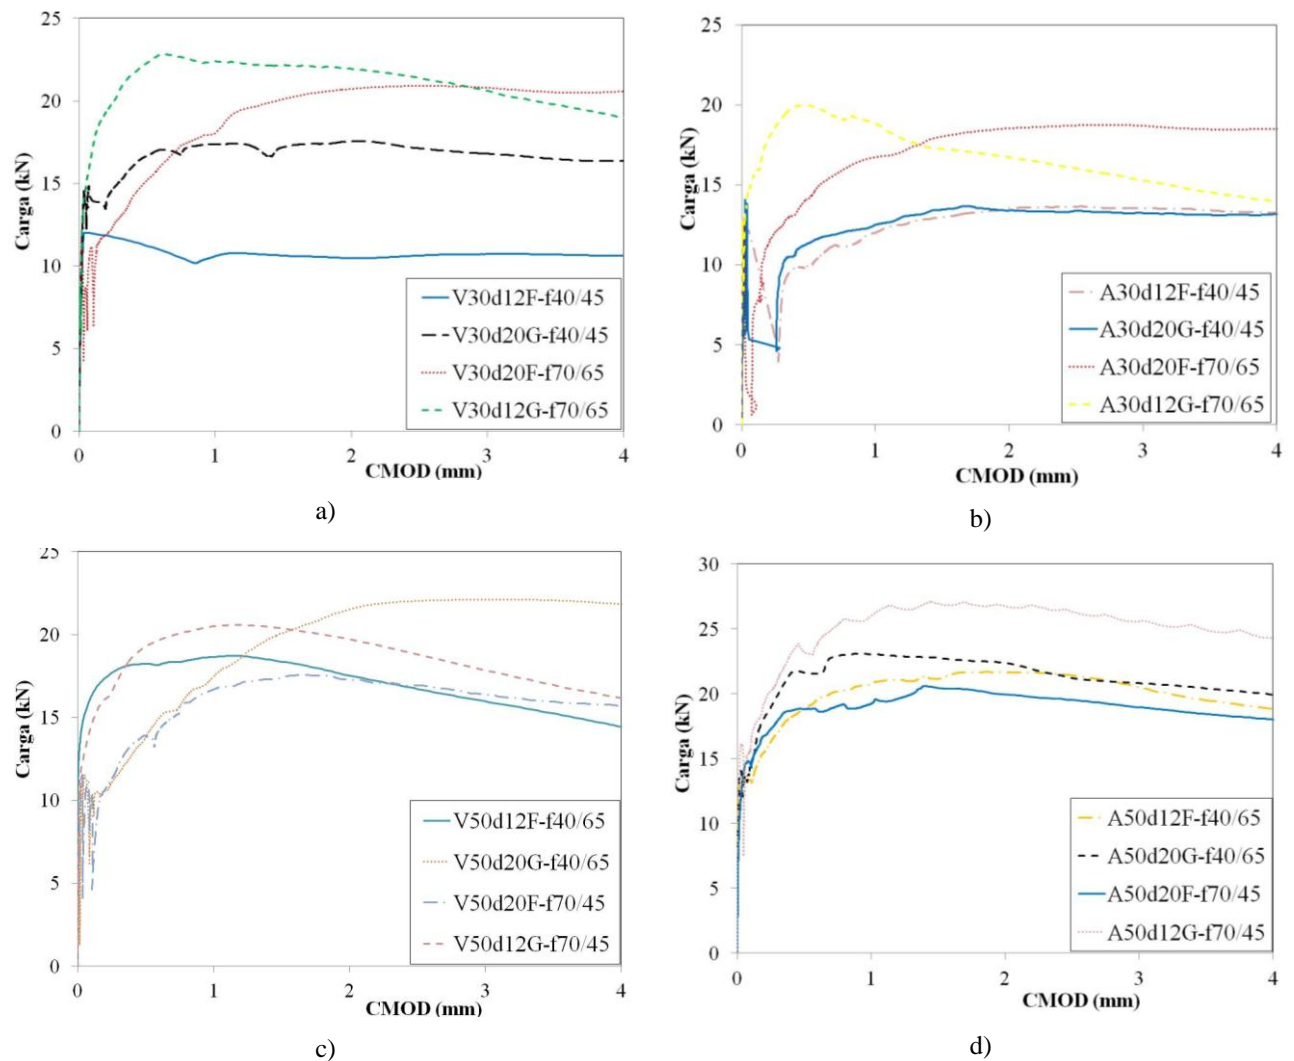 25
20
15
10
5
0
Carga (kN)
0 1 2 3 4
CMOD (mm)
V30d12F-f40/45
V30d20G-f40/45
V30d20F-f70/65
V30d12G-f70/65
a)
25
20
15
10
5
0
Carga (kN)
0 1 2 3 4
CMOD (mm)
A30d12F-f40/45
A30d20G-f40/45
A30d20F-f70/65
A30d12G-f70/65
b)
25
20
15
10
5
0
Carga (kN)
0 1 2 3 4
CMOD (mm)
V50d12F-f40/65
V50d20G-f40/65
V50d20F-f70/45
V50d12G-f70/45
c)
30
25
20
15
10
5
0
Carga (kN)
0 1 2 3 4
CMOD (mm)
A50d12F-f40/65
A50d20G-f40/65
A50d20F-f70/45
A50d12G-f70/45
d)